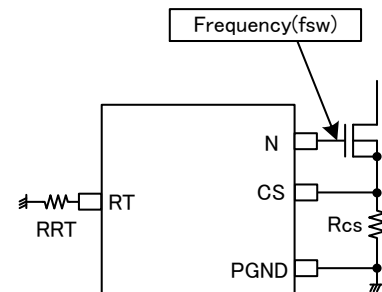 Frequency(fsw)
N
RT
CS
RRT
Rcs
PGND